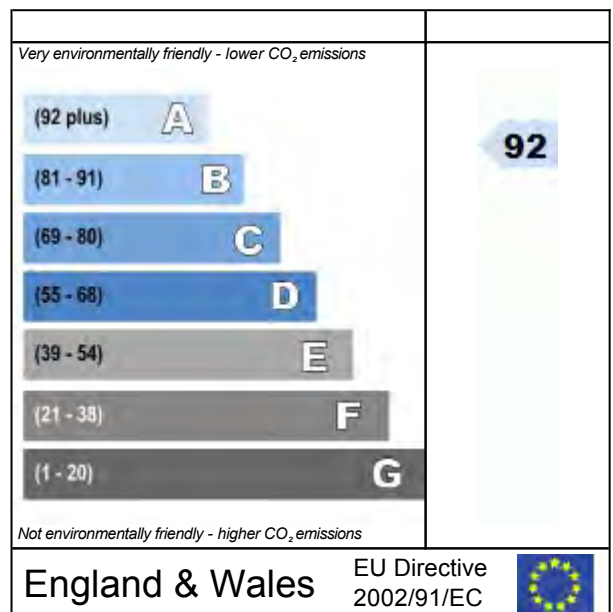 Very environmentally friendly - lower CO₂ emissions
(92 plus) A
92
(81 - 91) B
(69 - 80) C
(55 - 68) D
(39 - 54) E
(21 - 38) F
(1 - 20) G
Not environmentally friendly - higher CO₂ emissions
England & Wales
EU Directive
2002/91/EC